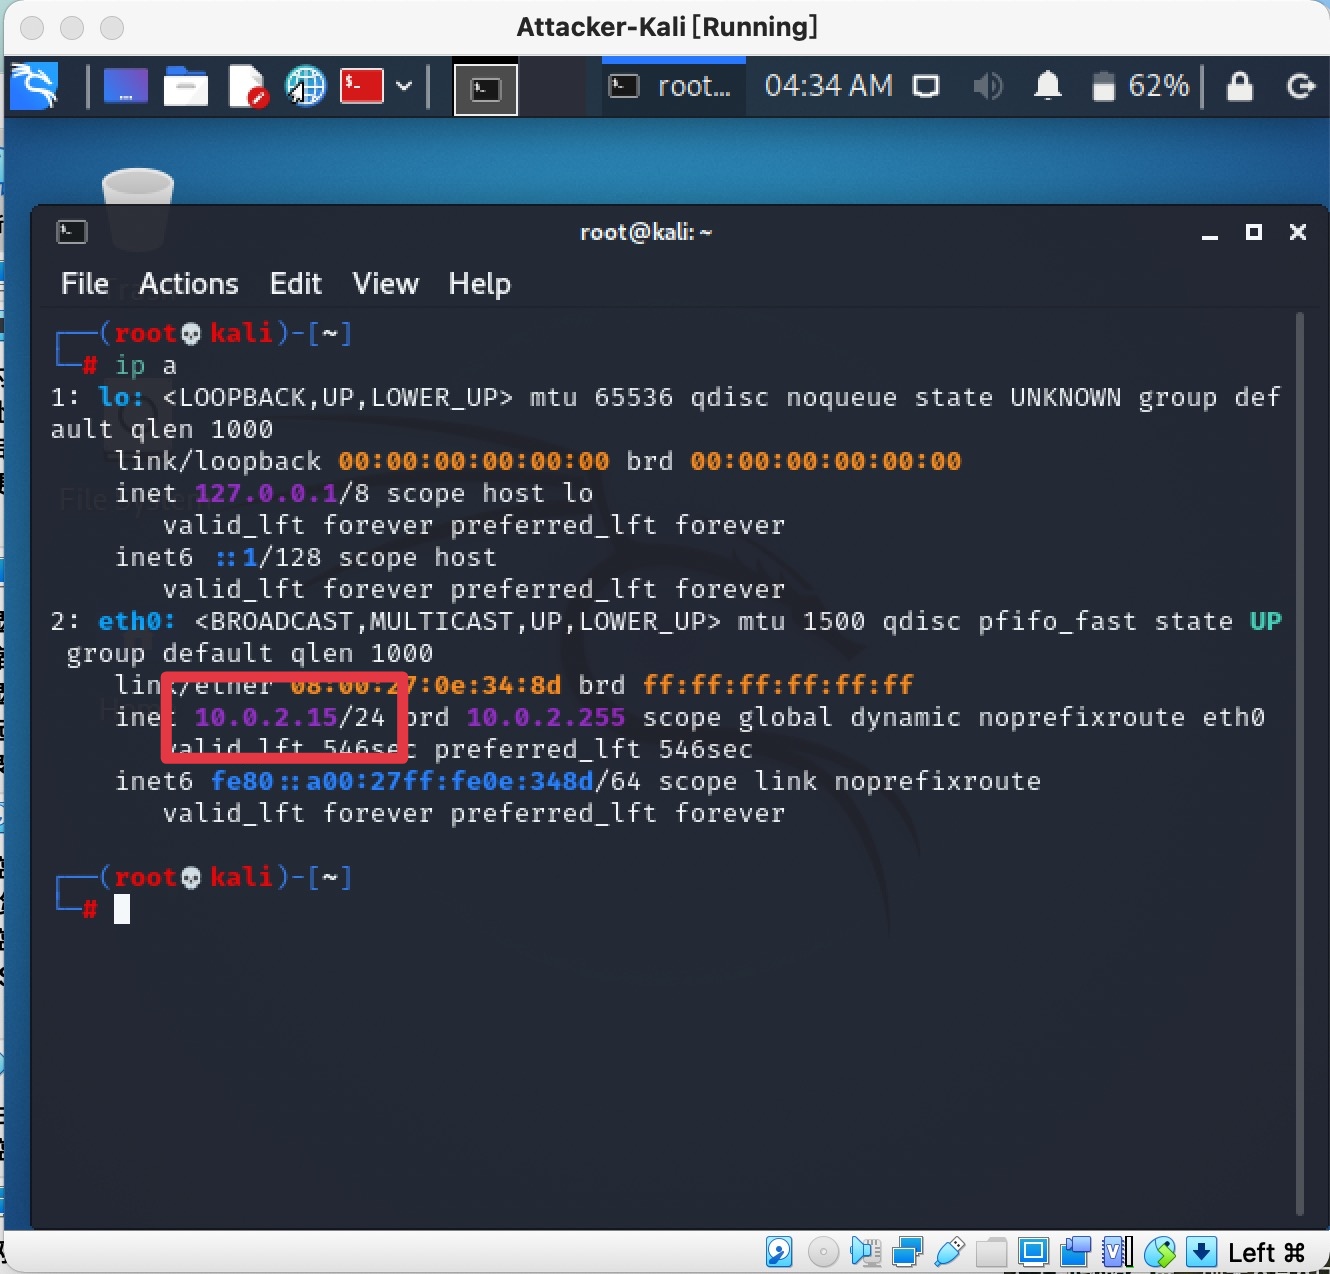 Attacker-Kali [Running]
root...
04:34 AM
62%
root@kali: ~
File Actions Edit View Help
┌──(root💀kali)-[~]
└─# ip a
1: lo: <LOOPBACK,UP,LOWER_UP> mtu 65536 qdisc noqueue state UNKNOWN group def
ault qlen 1000
    link/loopback 00:00:00:00:00:00 brd 00:00:00:00:00:00
    inet 127.0.0.1/8 scope host lo
       valid_lft forever preferred_lft forever
    inet6 ::1/128 scope host
       valid_lft forever preferred_lft forever
2: eth0: <BROADCAST,MULTICAST,UP,LOWER_UP> mtu 1500 qdisc pfifo_fast state UP
 group default qlen 1000
    link/ether 08:00:27:0e:34:8d brd ff:ff:ff:ff:ff:ff
    inet 10.0.2.15/24 brd 10.0.2.255 scope global dynamic noprefixroute eth0
       valid_lft 546sec preferred_lft 546sec
    inet6 fe80::a00:27ff:fe0e:348d/64 scope link noprefixroute
       valid_lft forever preferred_lft forever
┌──(root💀kali)-[~]
└─#
Left ⌘